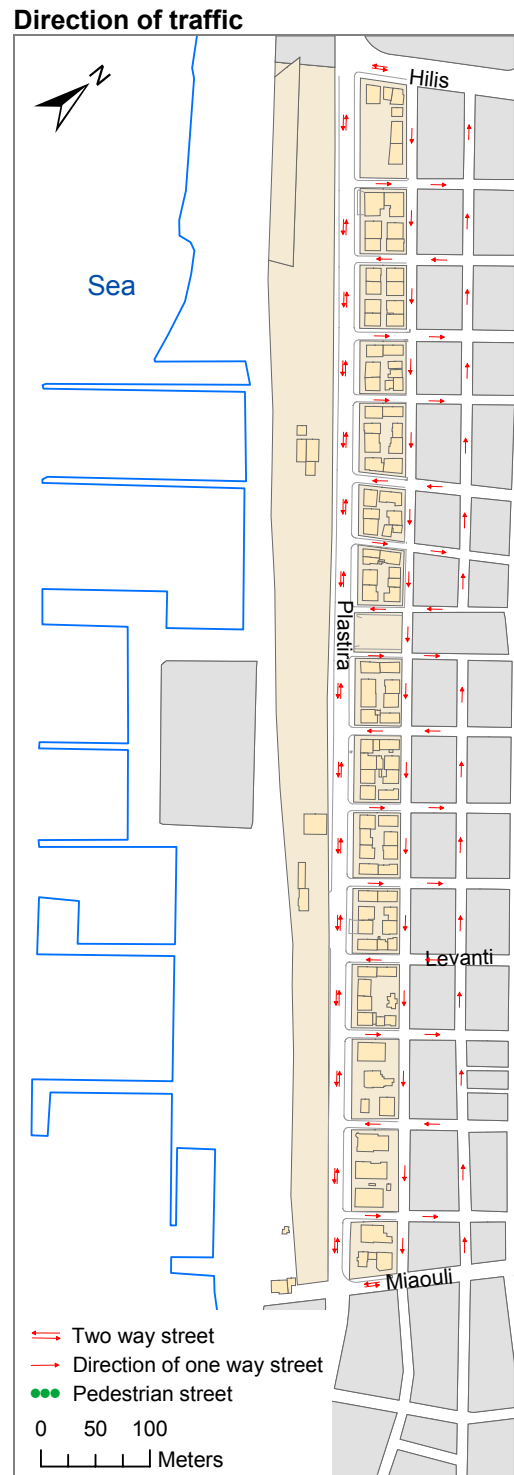 Direction of traffic
N
Hilis
Sea
Plastira
Levanti
Miaouli
Two way street
Direction of one way street
Pedestrian street
0 50 100
Meters